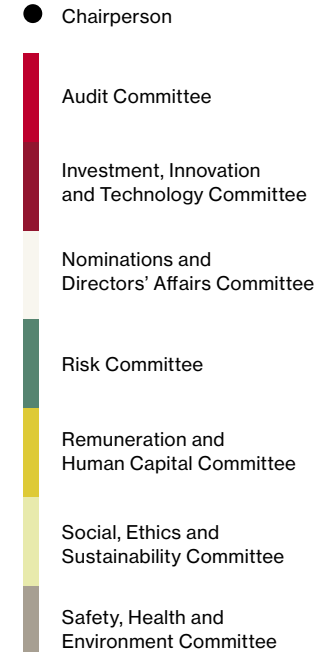 Chairperson
Audit Committee
Investment, Innovation
and Technology Committee
Nominations and
Directors’ Affairs Committee
Risk Committee
Remuneration and
Human Capital Committee
Social, Ethics and
Sustainability Committee
Safety, Health and
Environment Committee